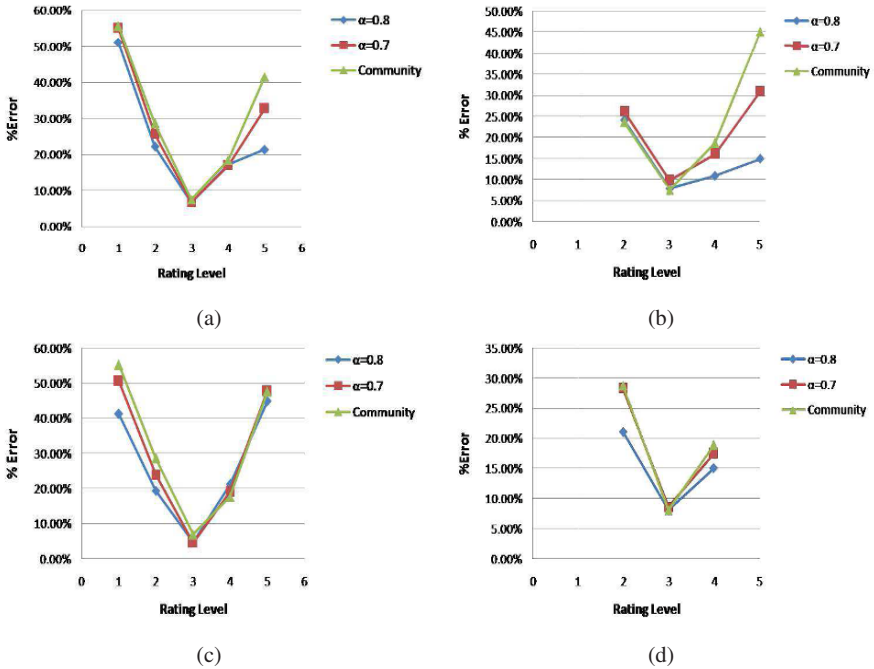 60.00%
50.00%
40.00%
30.00%
20.00%
10.00%
0.00%
%Error
0 1 2 3 4 5 6
Rating Level
α=0.8
α=0.7
Community
(a)
50.00%
45.00%
40.00%
35.00%
30.00%
25.00%
20.00%
15.00%
10.00%
5.00%
0.00%
% Error
0 1 2 3 4 5
Rating Level
α=0.8
α=0.7
Community
(b)
60.00%
50.00%
40.00%
30.00%
20.00%
10.00%
0.00%
% Error
0 1 2 3 4 5 6
Rating Level
α=0.8
α=0.7
Community
(c)
35.00%
30.00%
25.00%
20.00%
15.00%
10.00%
5.00%
0.00%
%Error
0 1 2 3 4 5
Rating Level
α=0.8
α=0.7
Community
(d)